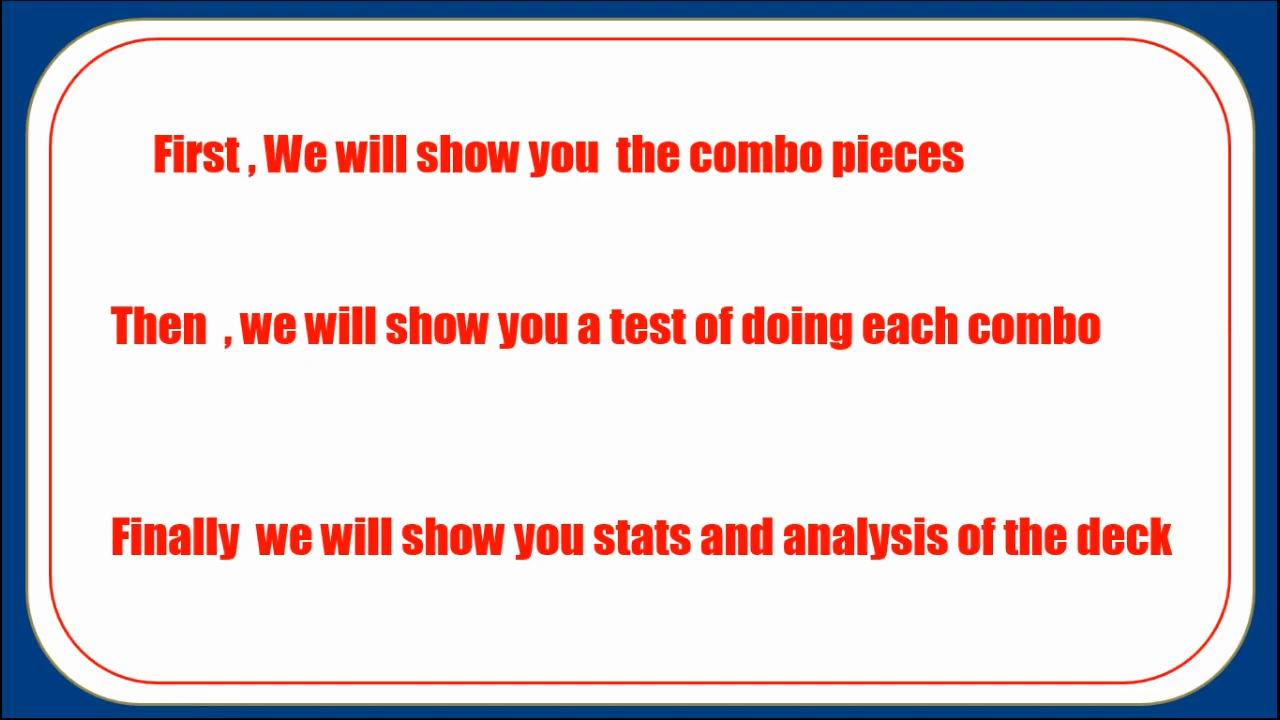 First , We will show you  the combo pieces
Then  , we will show you a test of doing each combo
Finally  we will show you stats and analysis of the deck